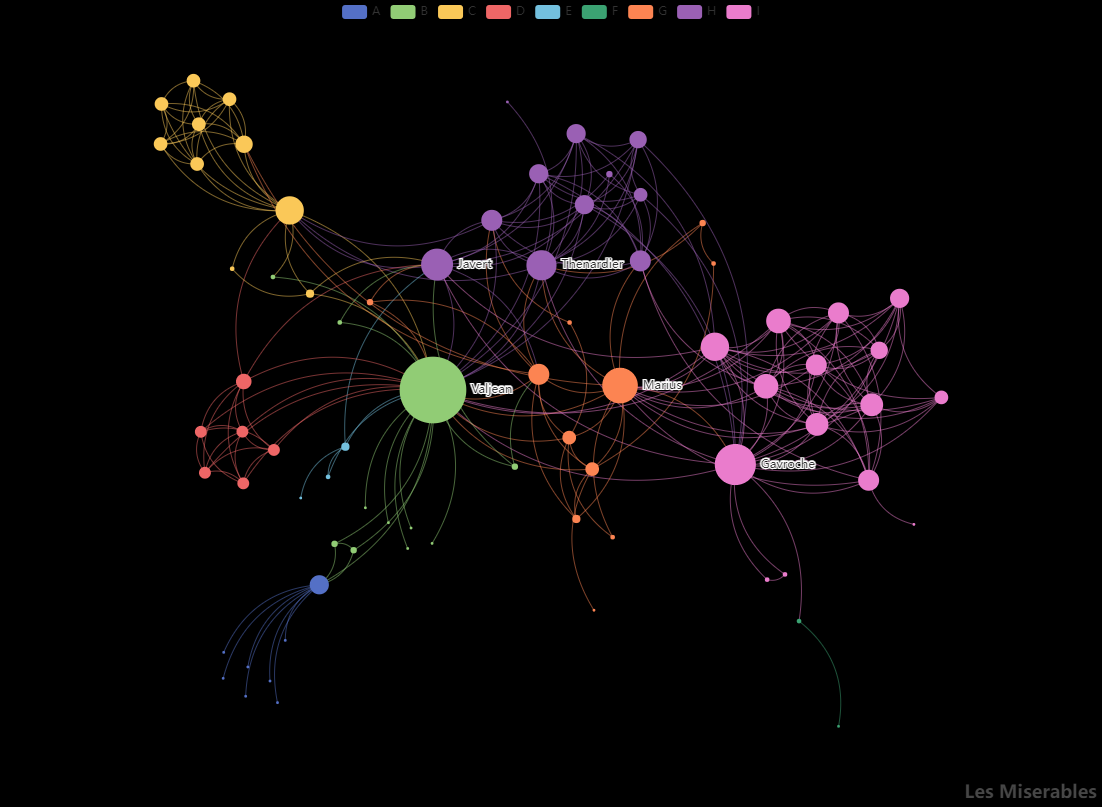 A B C D E F G H I
Javert
Thenardier
Valjean
Marius
Gavroche
Les Miserables